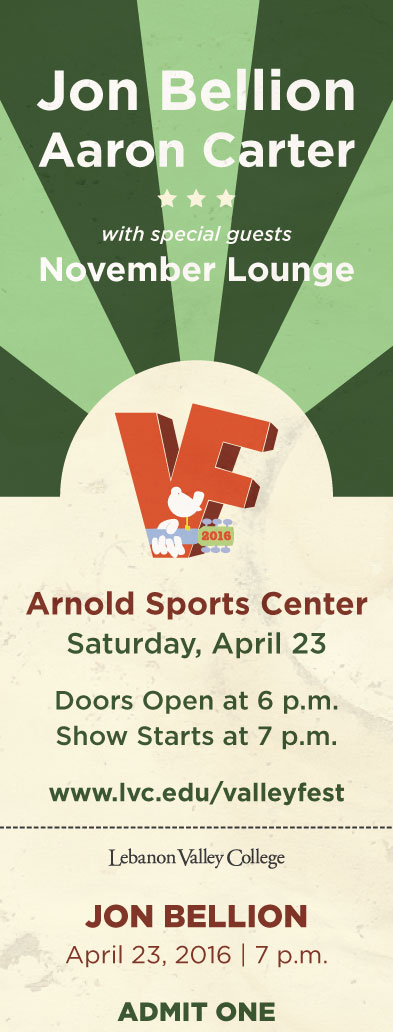 Jon Bellion
Aaron Carter
with special guests
November Lounge
VF
2016
Arnold Sports Center
Saturday, April 23
Doors Open at 6 p.m.
Show Starts at 7 p.m.
www.lvc.edu/valleyfest
Lebanon Valley College
JON BELLION
April 23, 2016 | 7 p.m.
ADMIT ONE